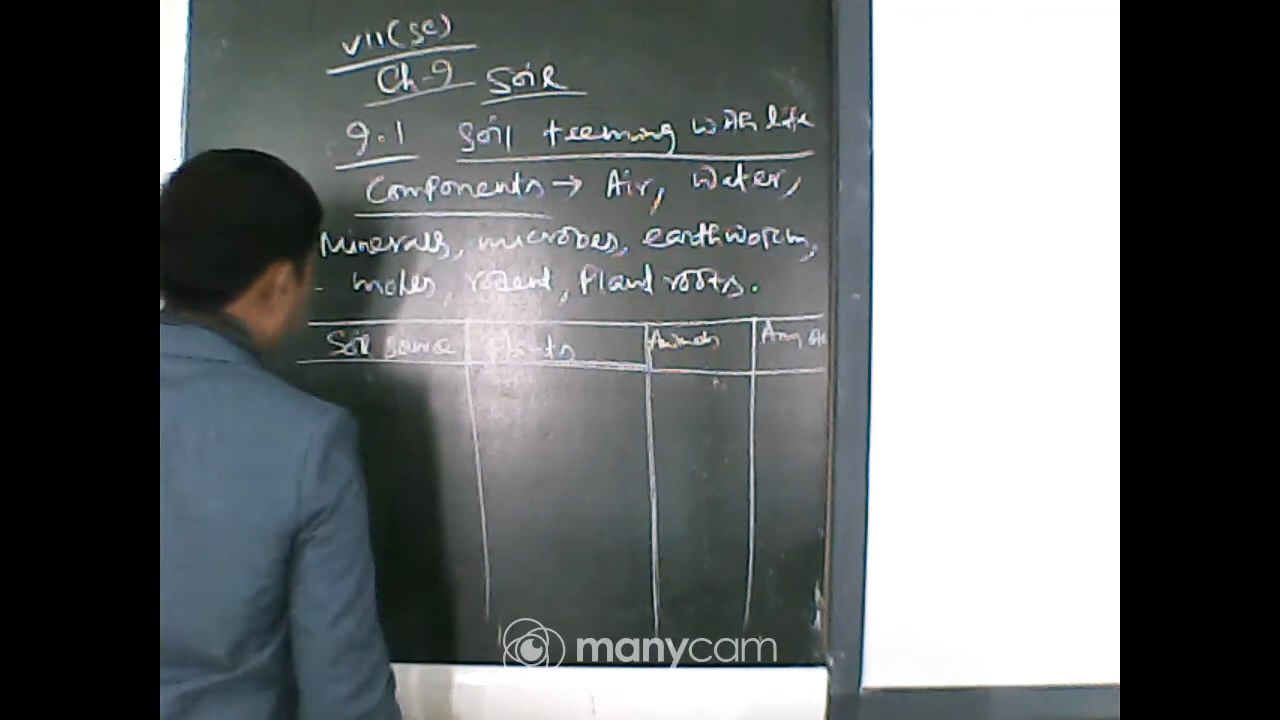 VII (SC)
Ch-9 Soil
9.1 Soil teeming with life
Components → Air, Water,
Minerals, microbes, earthworm,
moles, rodent, Plant roots.
Soil source Plants Animals Any
manycam